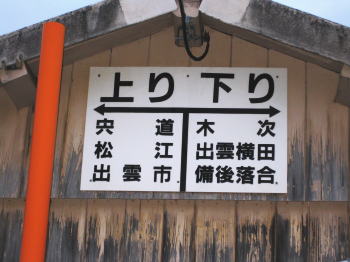 上り 下り
宍道 木次
松江 出雲横田
出雲市 備後落合